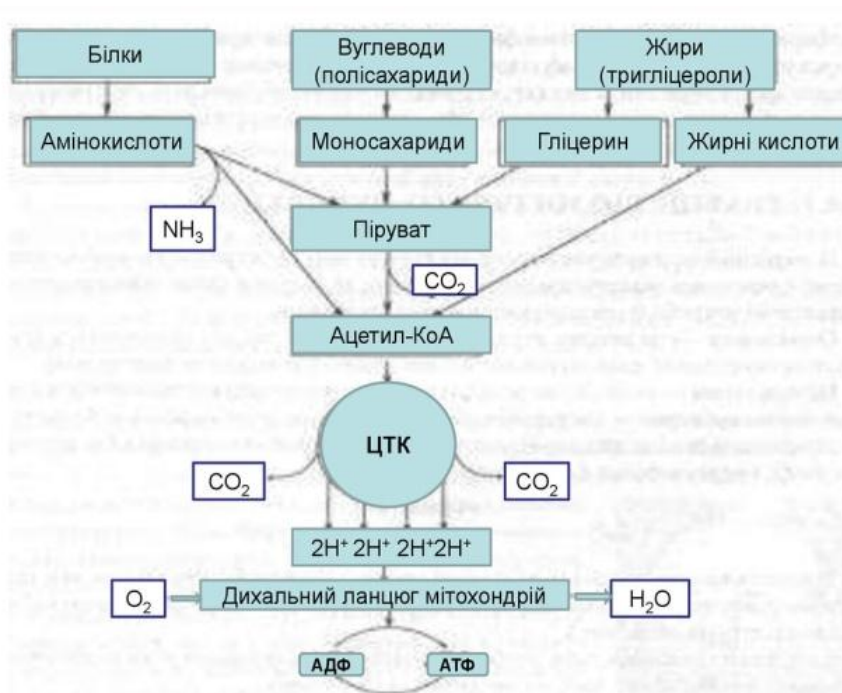 Білки
Вуглеводи
(полісахариди)
Жири
(тригліцероли)
Амінокислоти
Моносахариди
Гліцерин
Жирні кислоти
NH₃
Піруват
CO₂
Ацетил-КоА
ЦТК
CO₂
CO₂
2H⁺ 2H⁺ 2H⁺2H⁺
O₂
Дихальний ланцюг мітохондрій
H₂O
АДФ
АТФ